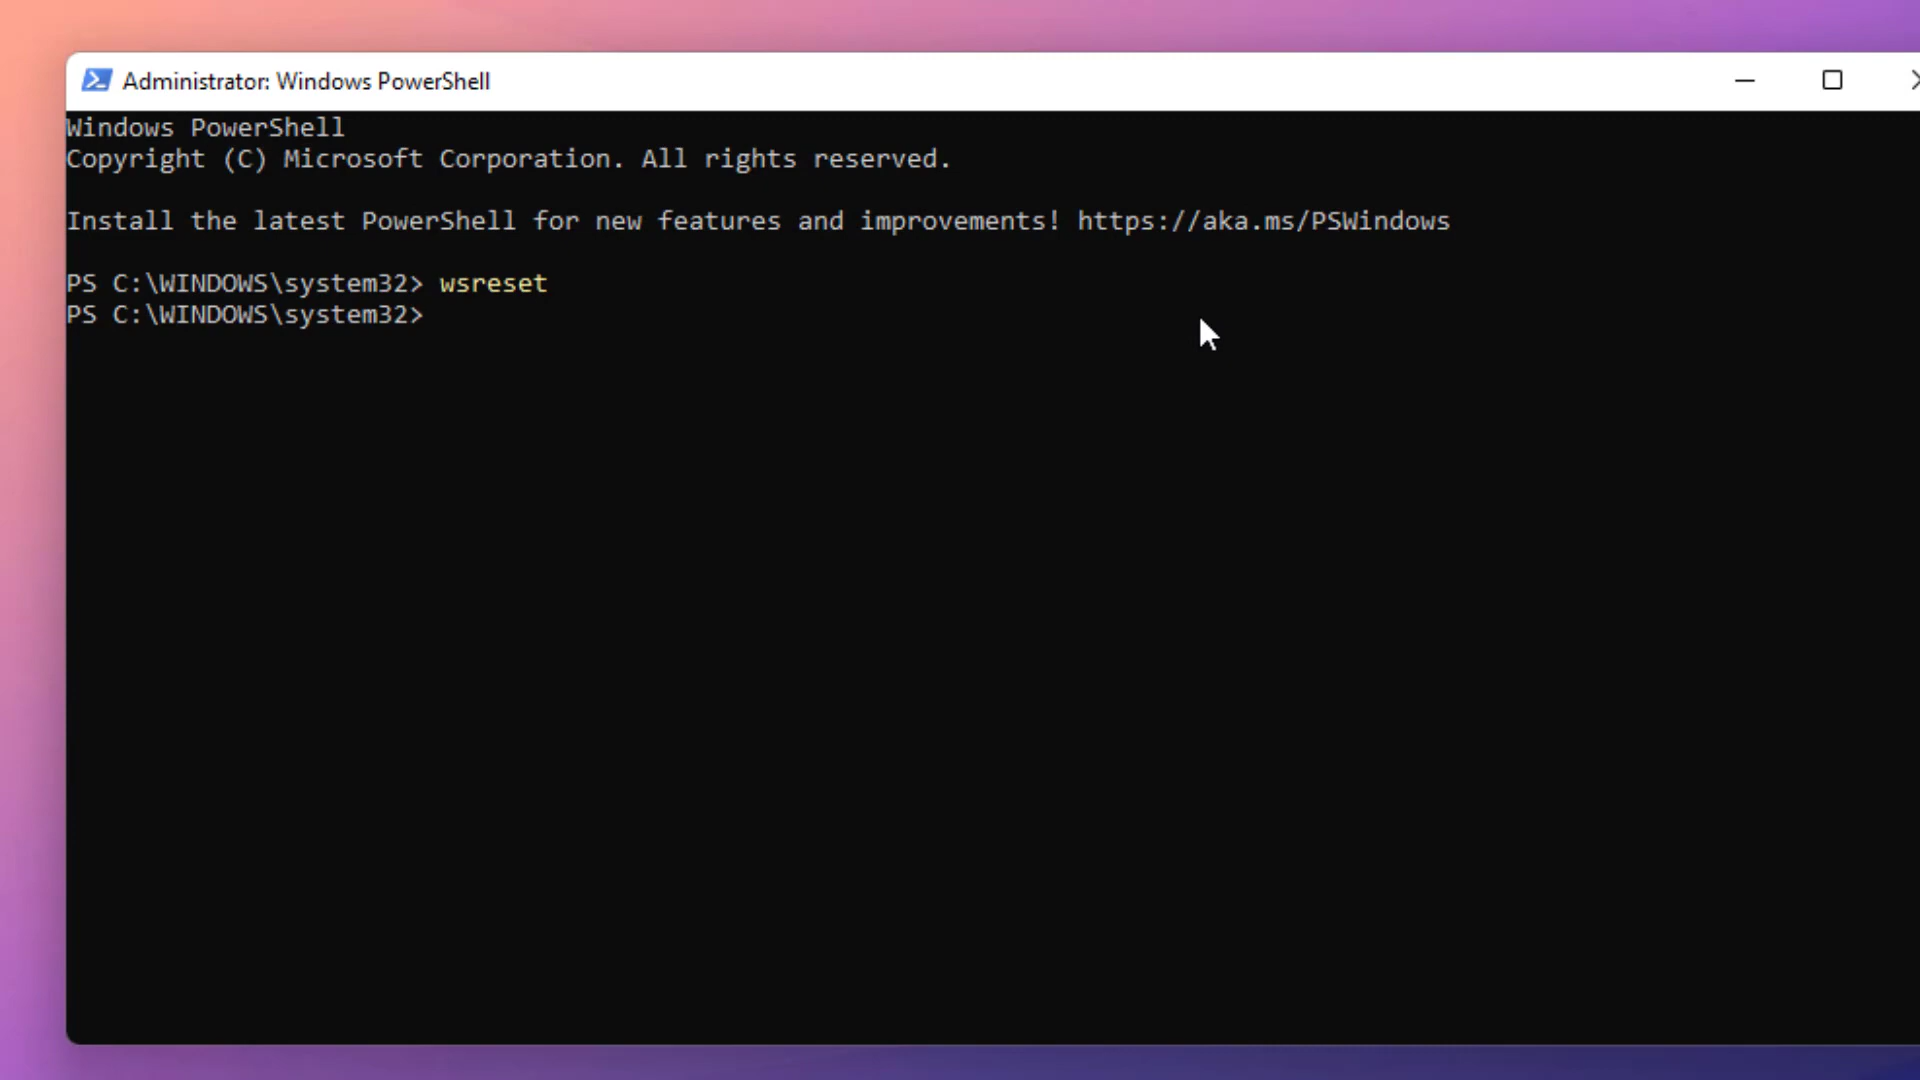 Administrator: Windows PowerShell
Windows PowerShell
Copyright (C) Microsoft Corporation. All rights reserved.
Install the latest PowerShell for new features and improvements! https://aka.ms/PSWindows
PS C:\WINDOWS\system32> wsreset
PS C:\WINDOWS\system32>